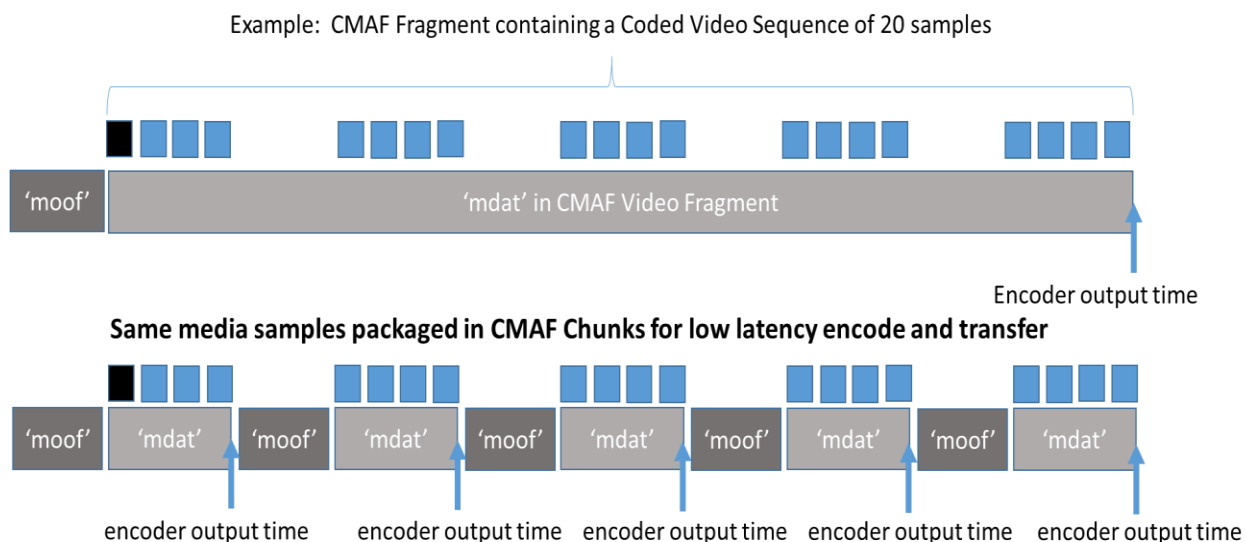 Example: CMAF Fragment containing a Coded Video Sequence of 20 samples
‘moof’ ‘mdat’ in CMAF Video Fragment
Encoder output time
Same media samples packaged in CMAF Chunks for low latency encode and transfer
‘moof’ ‘mdat’ ‘moof’ ‘mdat’ ‘moof’ ‘mdat’ ‘moof’ ‘mdat’ ‘moof’ ‘mdat’
encoder output time encoder output time encoder output time encoder output time encoder output time